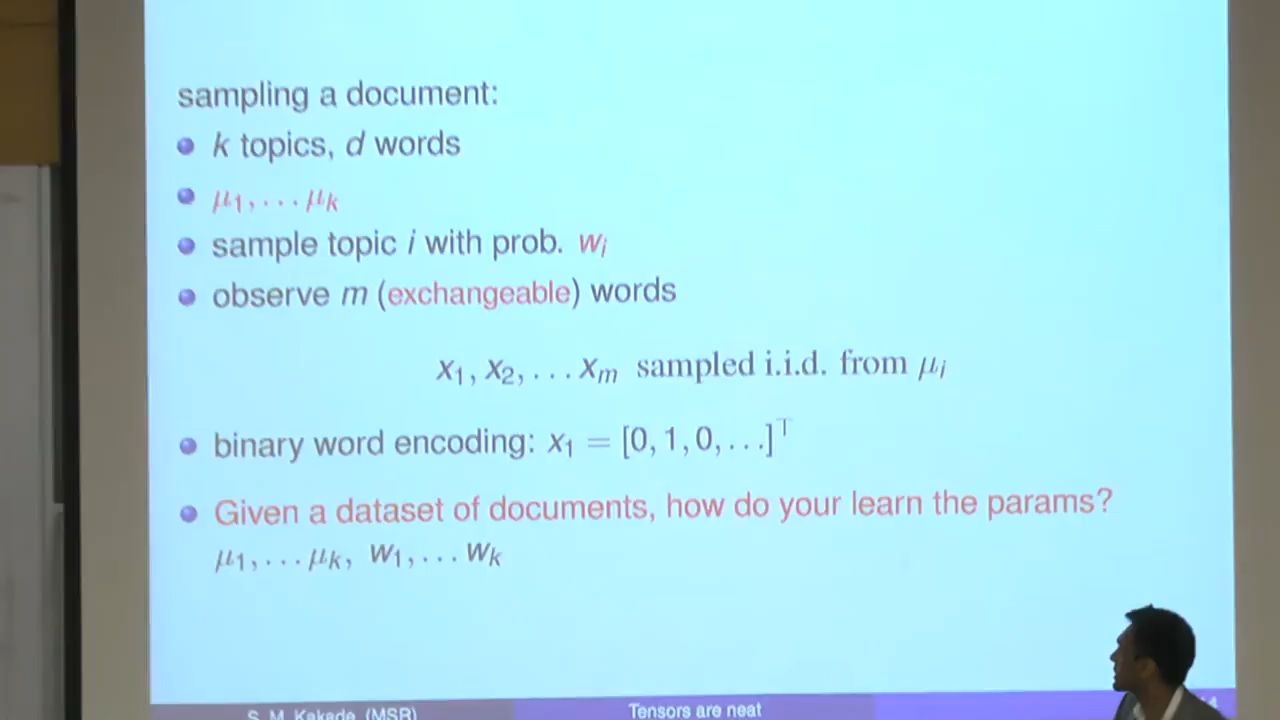 sampling a document:
k topics, d words
μ₁, . . . μₖ
sample topic i with prob. wᵢ
observe m (exchangeable) words
x₁, x₂, . . . xₘ sampled i.i.d. from μᵢ
binary word encoding: x₁ = [0, 1, 0, . . .]ᵀ
Given a dataset of documents, how do your learn the params?
μ₁, . . . μₖ, w₁, . . . wₖ
S. M. Kakade (MSR) Tensors are neat